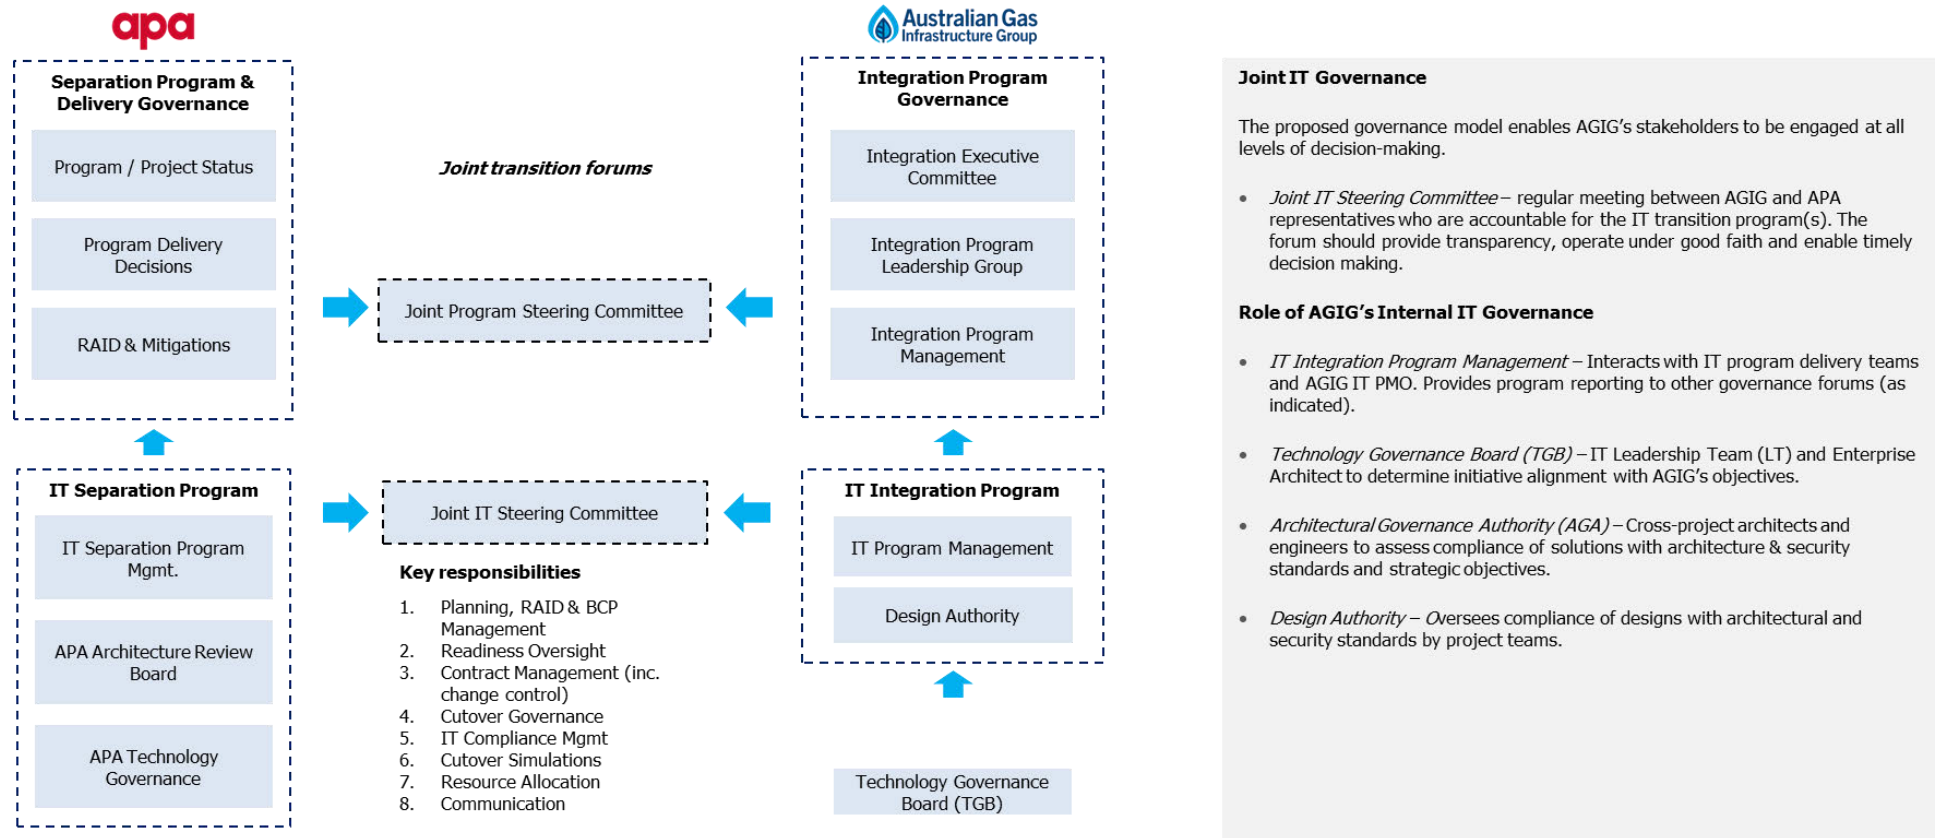 apa
Separation Program &
Delivery Governance
Program / Project Status
Program Delivery
Decisions
RAID & Mitigations
IT Separation Program
IT Separation Program
Mgmt.
APA Architecture Review
Board
APA Technology
Governance
Joint transition forums
Joint Program Steering Committee
Joint IT Steering Committee
Key responsibilities
1. Planning, RAID & BCP
Management
2. Readiness Oversight
3. Contract Management (inc.
change control)
4. Cutover Governance
5. IT Compliance Mgmt
6. Cutover Simulations
7. Resource Allocation
8. Communication
Australian Gas
Infrastructure Group
Integration Program
Governance
Integration Executive
Committee
Integration Program
Leadership Group
Integration Program
Management
IT Integration Program
IT Program Management
Design Authority
Technology Governance
Board (TGB)
Joint IT Governance
The proposed governance model enables AGIG’s stakeholders to be engaged at all
levels of decision-making.
• Joint IT Steering Committee – regular meeting between AGIG and APA
representatives who are accountable for the IT transition program(s). The
forum should provide transparency, operate under good faith and enable timely
decision making.
Role of AGIG’s Internal IT Governance
• IT Integration Program Management – Interacts with IT program delivery teams
and AGIG IT PMO. Provides program reporting to other governance forums (as
indicated).
• Technology Governance Board (TGB) – IT Leadership Team (LT) and Enterprise
Architect to determine initiative alignment with AGIG’s objectives.
• Architectural Governance Authority (AGA) – Cross-project architects and
engineers to assess compliance of solutions with architecture & security
standards and strategic objectives.
• Design Authority – Oversees compliance of designs with architectural and
security standards by project teams.